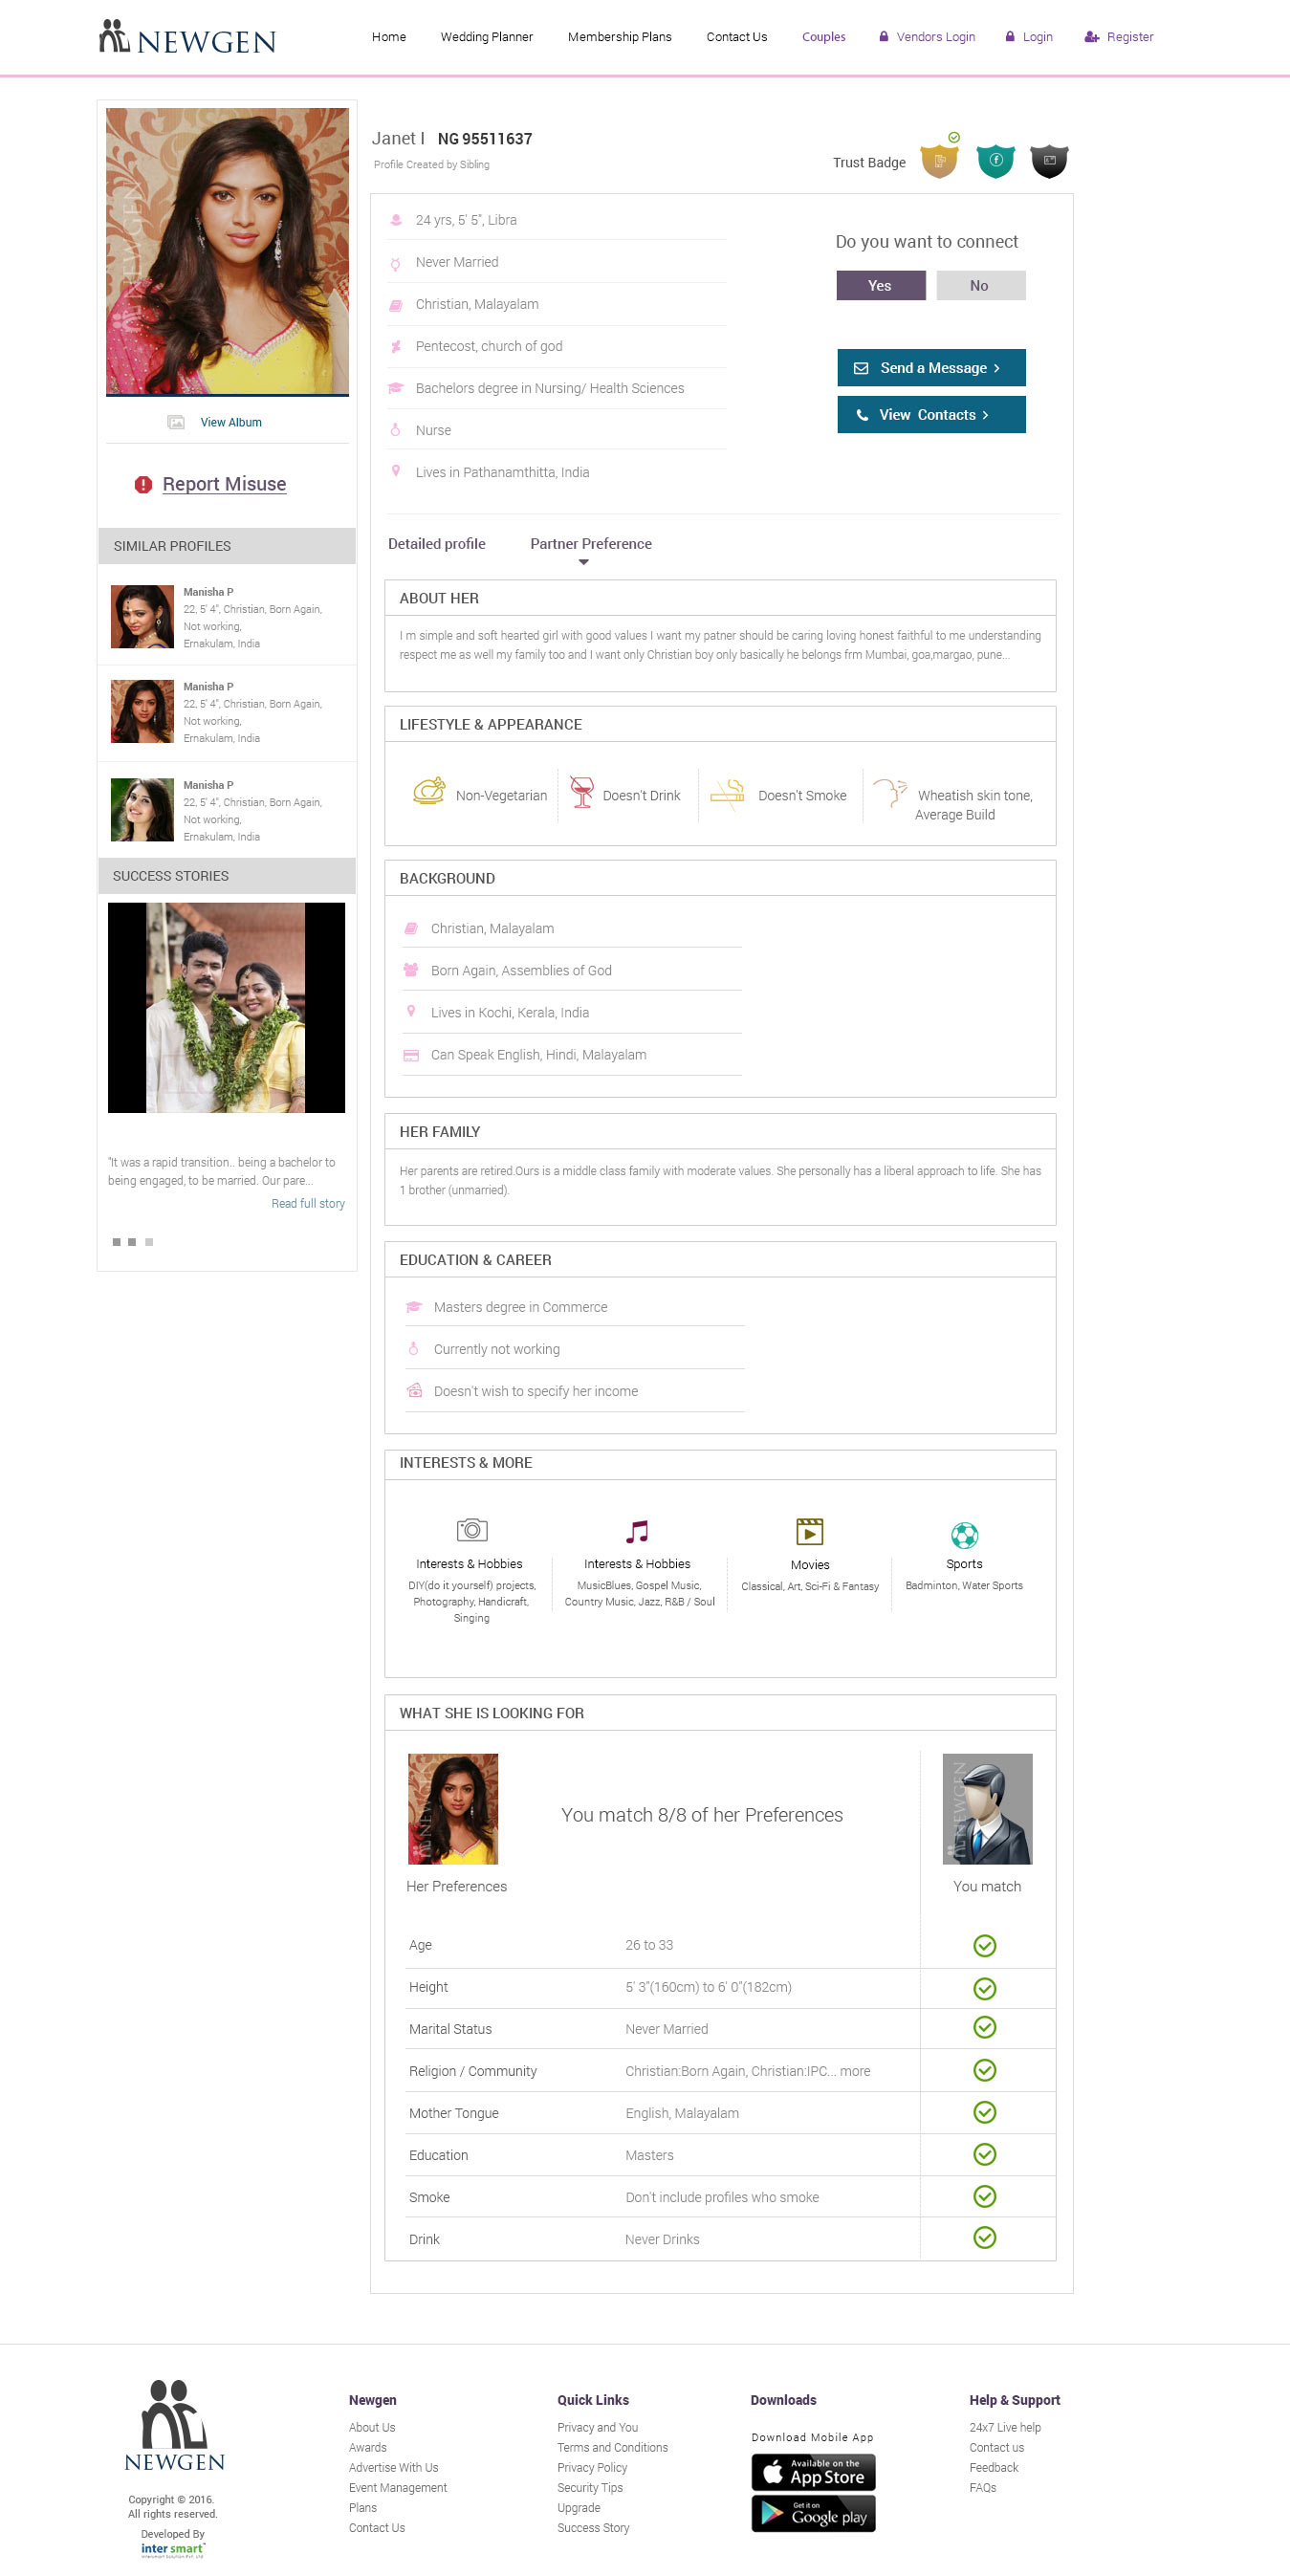 NEWGEN
Home Wedding Planner Membership Plans Contact Us Couples Vendors Login Login Register
NEWGEN
View Album
Report Misuse
SIMILAR PROFILES
Manisha P
22, 5' 4", Christian, Born Again,
Not working,
Ernakulam, India
Manisha P
22, 5' 4", Christian, Born Again,
Not working,
Ernakulam, India
Manisha P
22, 5' 4", Christian, Born Again,
Not working,
Ernakulam, India
SUCCESS STORIES
"It was a rapid transition.. being a bachelor to
being engaged, to be married. Our pare...
Read full story
Janet I NG 95511637
Profile Created by Sibling
Trust Badge
24 yrs, 5' 5", Libra
Never Married
Christian, Malayalam
Pentecost, church of god
Bachelors degree in Nursing/ Health Sciences
Nurse
Lives in Pathanamthitta, India
Do you want to connect
Yes No
Send a Message
View Contacts
Detailed profile Partner Preference
ABOUT HER
I m simple and soft hearted girl with good values I want my patner should be caring loving honest faithful to me understanding
respect me as well my family too and I want only Christian boy only basically he belongs frm Mumbai, goa,margao, pune...
LIFESTYLE & APPEARANCE
Non-Vegetarian Doesn't Drink Doesn't Smoke Wheatish skin tone,
Average Build
BACKGROUND
Christian, Malayalam
Born Again, Assemblies of God
Lives in Kochi, Kerala, India
Can Speak English, Hindi, Malayalam
HER FAMILY
Her parents are retired.Ours is a middle class family with moderate values. She personally has a liberal approach to life. She has
1 brother (unmarried).
EDUCATION & CAREER
Masters degree in Commerce
Currently not working
Doesn't wish to specify her income
INTERESTS & MORE
Interests & Hobbies
DIY(do it yourself) projects,
Photography, Handicraft,
Singing
Interests & Hobbies
MusicBlues, Gospel Music,
Country Music, Jazz, R&B / Soul
Movies
Classical, Art, Sci-Fi & Fantasy
Sports
Badminton, Water Sports
WHAT SHE IS LOOKING FOR
NEWGEN
You match 8/8 of her Preferences
NEWGEN
Her Preferences You match
Age 26 to 33
Height 5' 3"(160cm) to 6' 0"(182cm)
Marital Status Never Married
Religion / Community Christian:Born Again, Christian:IPC... more
Mother Tongue English, Malayalam
Education Masters
Smoke Don't include profiles who smoke
Drink Never Drinks
NEWGEN
Copyright © 2016.
All rights reserved.
Developed By
inter smart
Newgen
About Us
Awards
Advertise With Us
Event Management
Plans
Contact Us
Quick Links
Privacy and You
Terms and Conditions
Privacy Policy
Security Tips
Upgrade
Success Story
Downloads
Download Mobile App
Available on the
App Store
Get it on
Google play
Help & Support
24x7 Live help
Contact us
Feedback
FAQs